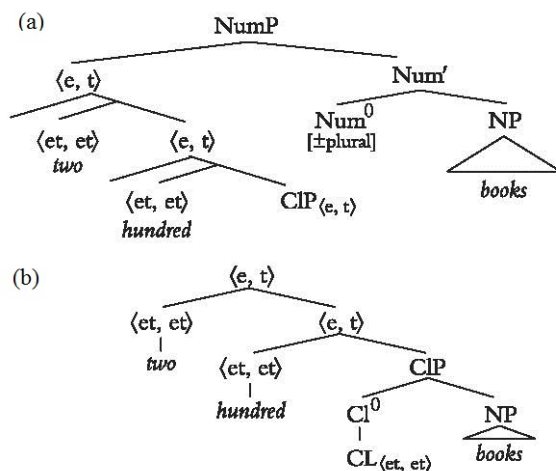 (a)
NumP
⟨e, t⟩ Num′
⟨et, et⟩ ⟨e, t⟩ Num⁰ NP
two [±plural]
books
⟨et, et⟩ ClP⟨e, t⟩
hundred
(b)
⟨e, t⟩
⟨et, et⟩ ⟨e, t⟩
two ⟨et, et⟩ ClP
hundred Cl⁰ NP
CL⟨et, et⟩ books